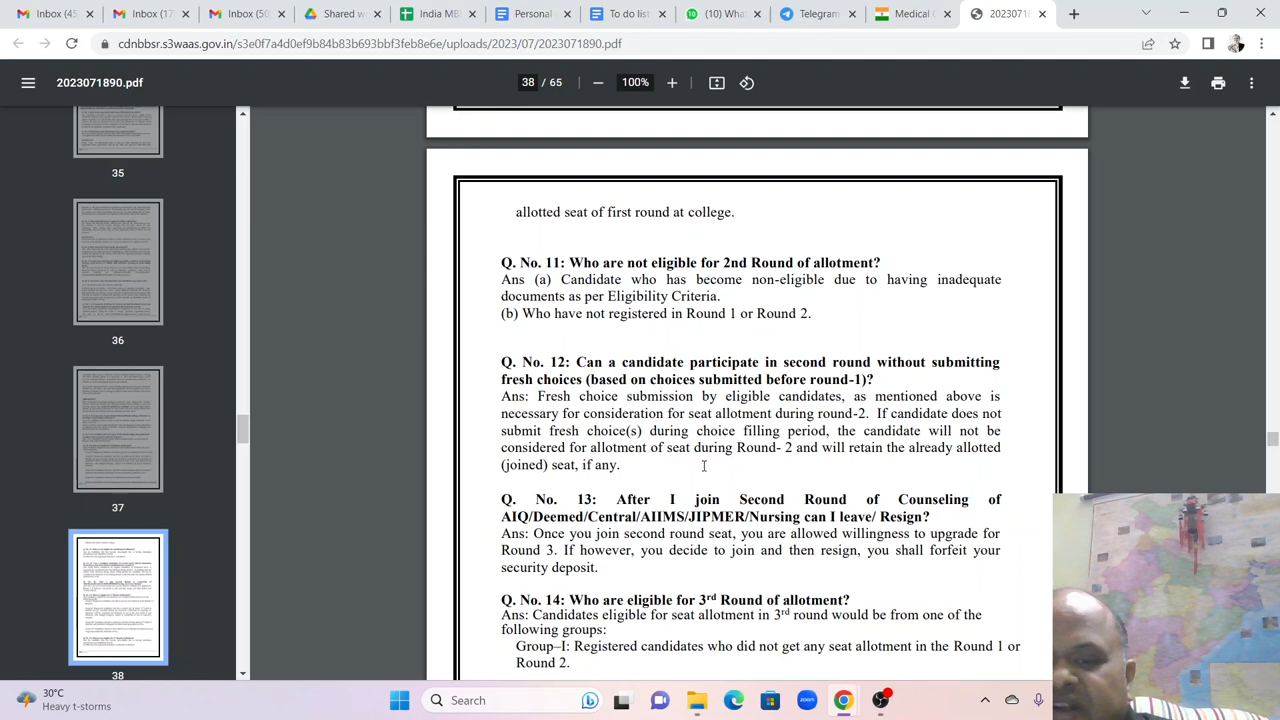 Inbox (45
Inbox (17
Inbox (50
Shared w
India MB
Personal
To do list
(10) What
Telegram
Medical C
2023071
cdnbbsr.s3waas.gov.in/s3e0f7a4d0ef9b84b83b693bbf3feb8e6e/uploads/2023/07/2023071890.pdf
2023071890.pdf
38 / 65
100%
35
36
37
38
allotted seat of first round at college.
Q. No. 11: Who are not eligible for 2nd Round of allotment?
Ans: a) Candidate who has become non-eligible due to having inadequate
documents as per Eligibility Criteria.
(b) Who have not registered in Round 1 or Round 2.
Q. No. 12: Can a candidate participate in second round without submitting
fresh choices (based on choices submitted before round-1)?
Ans: Fresh choice submission by eligible candidates, as mentioned above is
necessary for consideration for seat allotment during round-2. If candidate does not
submit fresh choice(s) during choice filling period the candidate will not be
considered for allotment of seat during Round- 2 and will retain the already allotted
(joined) seat, if any.
Q. No 13: After I join Second Round of Counseling of
AIQ/Deemed/Central/AIIMS/JIPMER/Nursing can I leave/ Resign?
Ans: Once you join second round seat, you are allowed willingness to upgrade for
Round-3. if however, you decide to join and then resign, you shall forfeit your
security deposit.
Q. No. 14: Who are eligible for 3rd Round of allotment?
Ans: Candidates eligible for seat allotment in 3rd round would be from one of the
following groups:
Group-I: Registered candidates who did not get any seat allotment in the Round 1 or
Round 2.
30°C
Heavy t-storms
Search